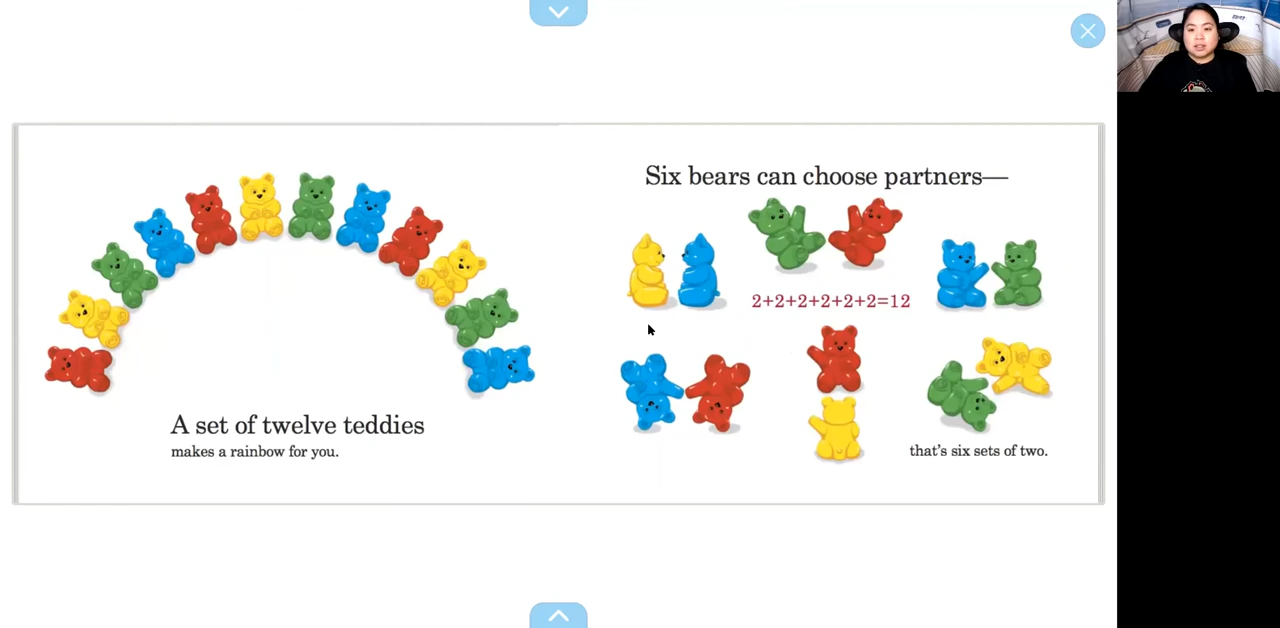 A set of twelve teddies
makes a rainbow for you.
Six bears can choose partners—
2+2+2+2+2+2=12
that's six sets of two.